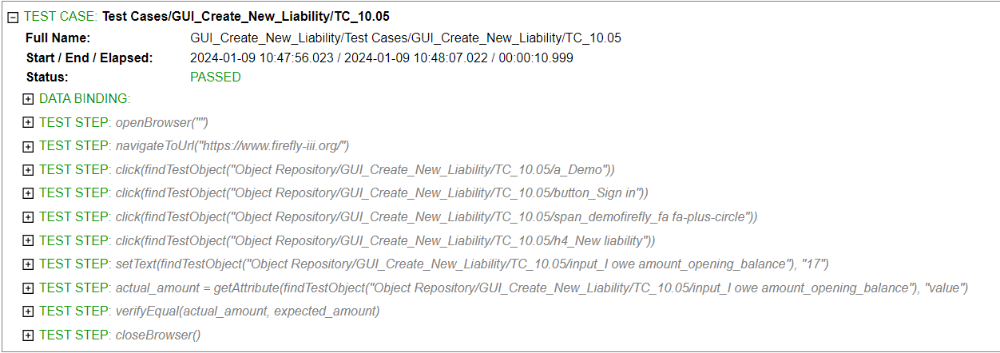 TEST CASE: Test Cases/GUI_Create_New_Liability/TC_10.05
Full Name: GUI_Create_New_Liability/Test Cases/GUI_Create_New_Liability/TC_10.05
Start / End / Elapsed: 2024-01-09 10:47:56.023 / 2024-01-09 10:48:07.022 / 00:00:10.999
Status: PASSED
DATA BINDING:
TEST STEP: openBrowser("")
TEST STEP: navigateToUrl("https://www.firefly-iii.org/")
TEST STEP: click(findTestObject("Object Repository/GUI_Create_New_Liability/TC_10.05/a_Demo"))
TEST STEP: click(findTestObject("Object Repository/GUI_Create_New_Liability/TC_10.05/button_Sign in"))
TEST STEP: click(findTestObject("Object Repository/GUI_Create_New_Liability/TC_10.05/span_demofirefly_fa fa-plus-circle"))
TEST STEP: click(findTestObject("Object Repository/GUI_Create_New_Liability/TC_10.05/h4_New liability"))
TEST STEP: setText(findTestObject("Object Repository/GUI_Create_New_Liability/TC_10.05/input_I owe amount_opening_balance"), "17")
TEST STEP: actual_amount = getAttribute(findTestObject("Object Repository/GUI_Create_New_Liability/TC_10.05/input_I owe amount_opening_balance"), "value")
TEST STEP: verifyEqual(actual_amount, expected_amount)
TEST STEP: closeBrowser()